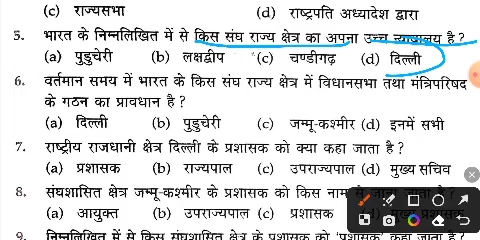 (c) राज्यसभा (d) राष्ट्रपति अध्यादेश द्वारा
5. भारत के निम्नलिखित में से किस संघ राज्य क्षेत्र का अपना उच्च न्यायालय है?
(a) पुडुचेरी (b) लक्षद्वीप (c) चण्डीगढ़ (d) दिल्ली
6. वर्तमान समय में भारत के किस संघ राज्य क्षेत्र में विधानसभा तथा मंत्रिपरिषद
के गठन का प्रावधान है?
(a) दिल्ली (b) पुडुचेरी (c) जम्मू-कश्मीर (d) इनमें सभी
7. राष्ट्रीय राजधानी क्षेत्र दिल्ली के प्रशासक को क्या कहा जाता है?
(a) प्रशासक (b) राज्यपाल (c) उपराज्यपाल (d) मुख्य सचिव
8. संघशासित क्षेत्र जम्मू-कश्मीर के प्रशासक को किस नाम
(a) आयुक्त (b) उपराज्यपाल (c) प्रशासक
9. निम्नलिखित में से किस संघशासित क्षेत्र के प्रशासक को 'प्रशासक' कहा जाता है?